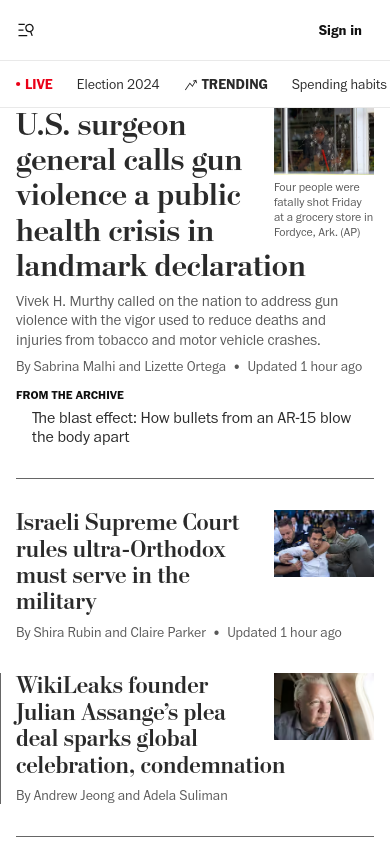 Sign in
LIVE
Election 2024
TRENDING
Spending habits
U.S. surgeon
general calls gun
violence a public
health crisis in
landmark declaration
Four people were
fatally shot Friday
at a grocery store in
Fordyce, Ark. (AP)
Vivek H. Murthy called on the nation to address gun
violence with the vigor used to reduce deaths and
injuries from tobacco and motor vehicle crashes.
By Sabrina Malhi and Lizette Ortega • Updated 1 hour ago
FROM THE ARCHIVE
The blast effect: How bullets from an AR-15 blow
the body apart
Israeli Supreme Court
rules ultra-Orthodox
must serve in the
military
By Shira Rubin and Claire Parker • Updated 1 hour ago
WikiLeaks founder
Julian Assange’s plea
deal sparks global
celebration, condemnation
By Andrew Jeong and Adela Suliman